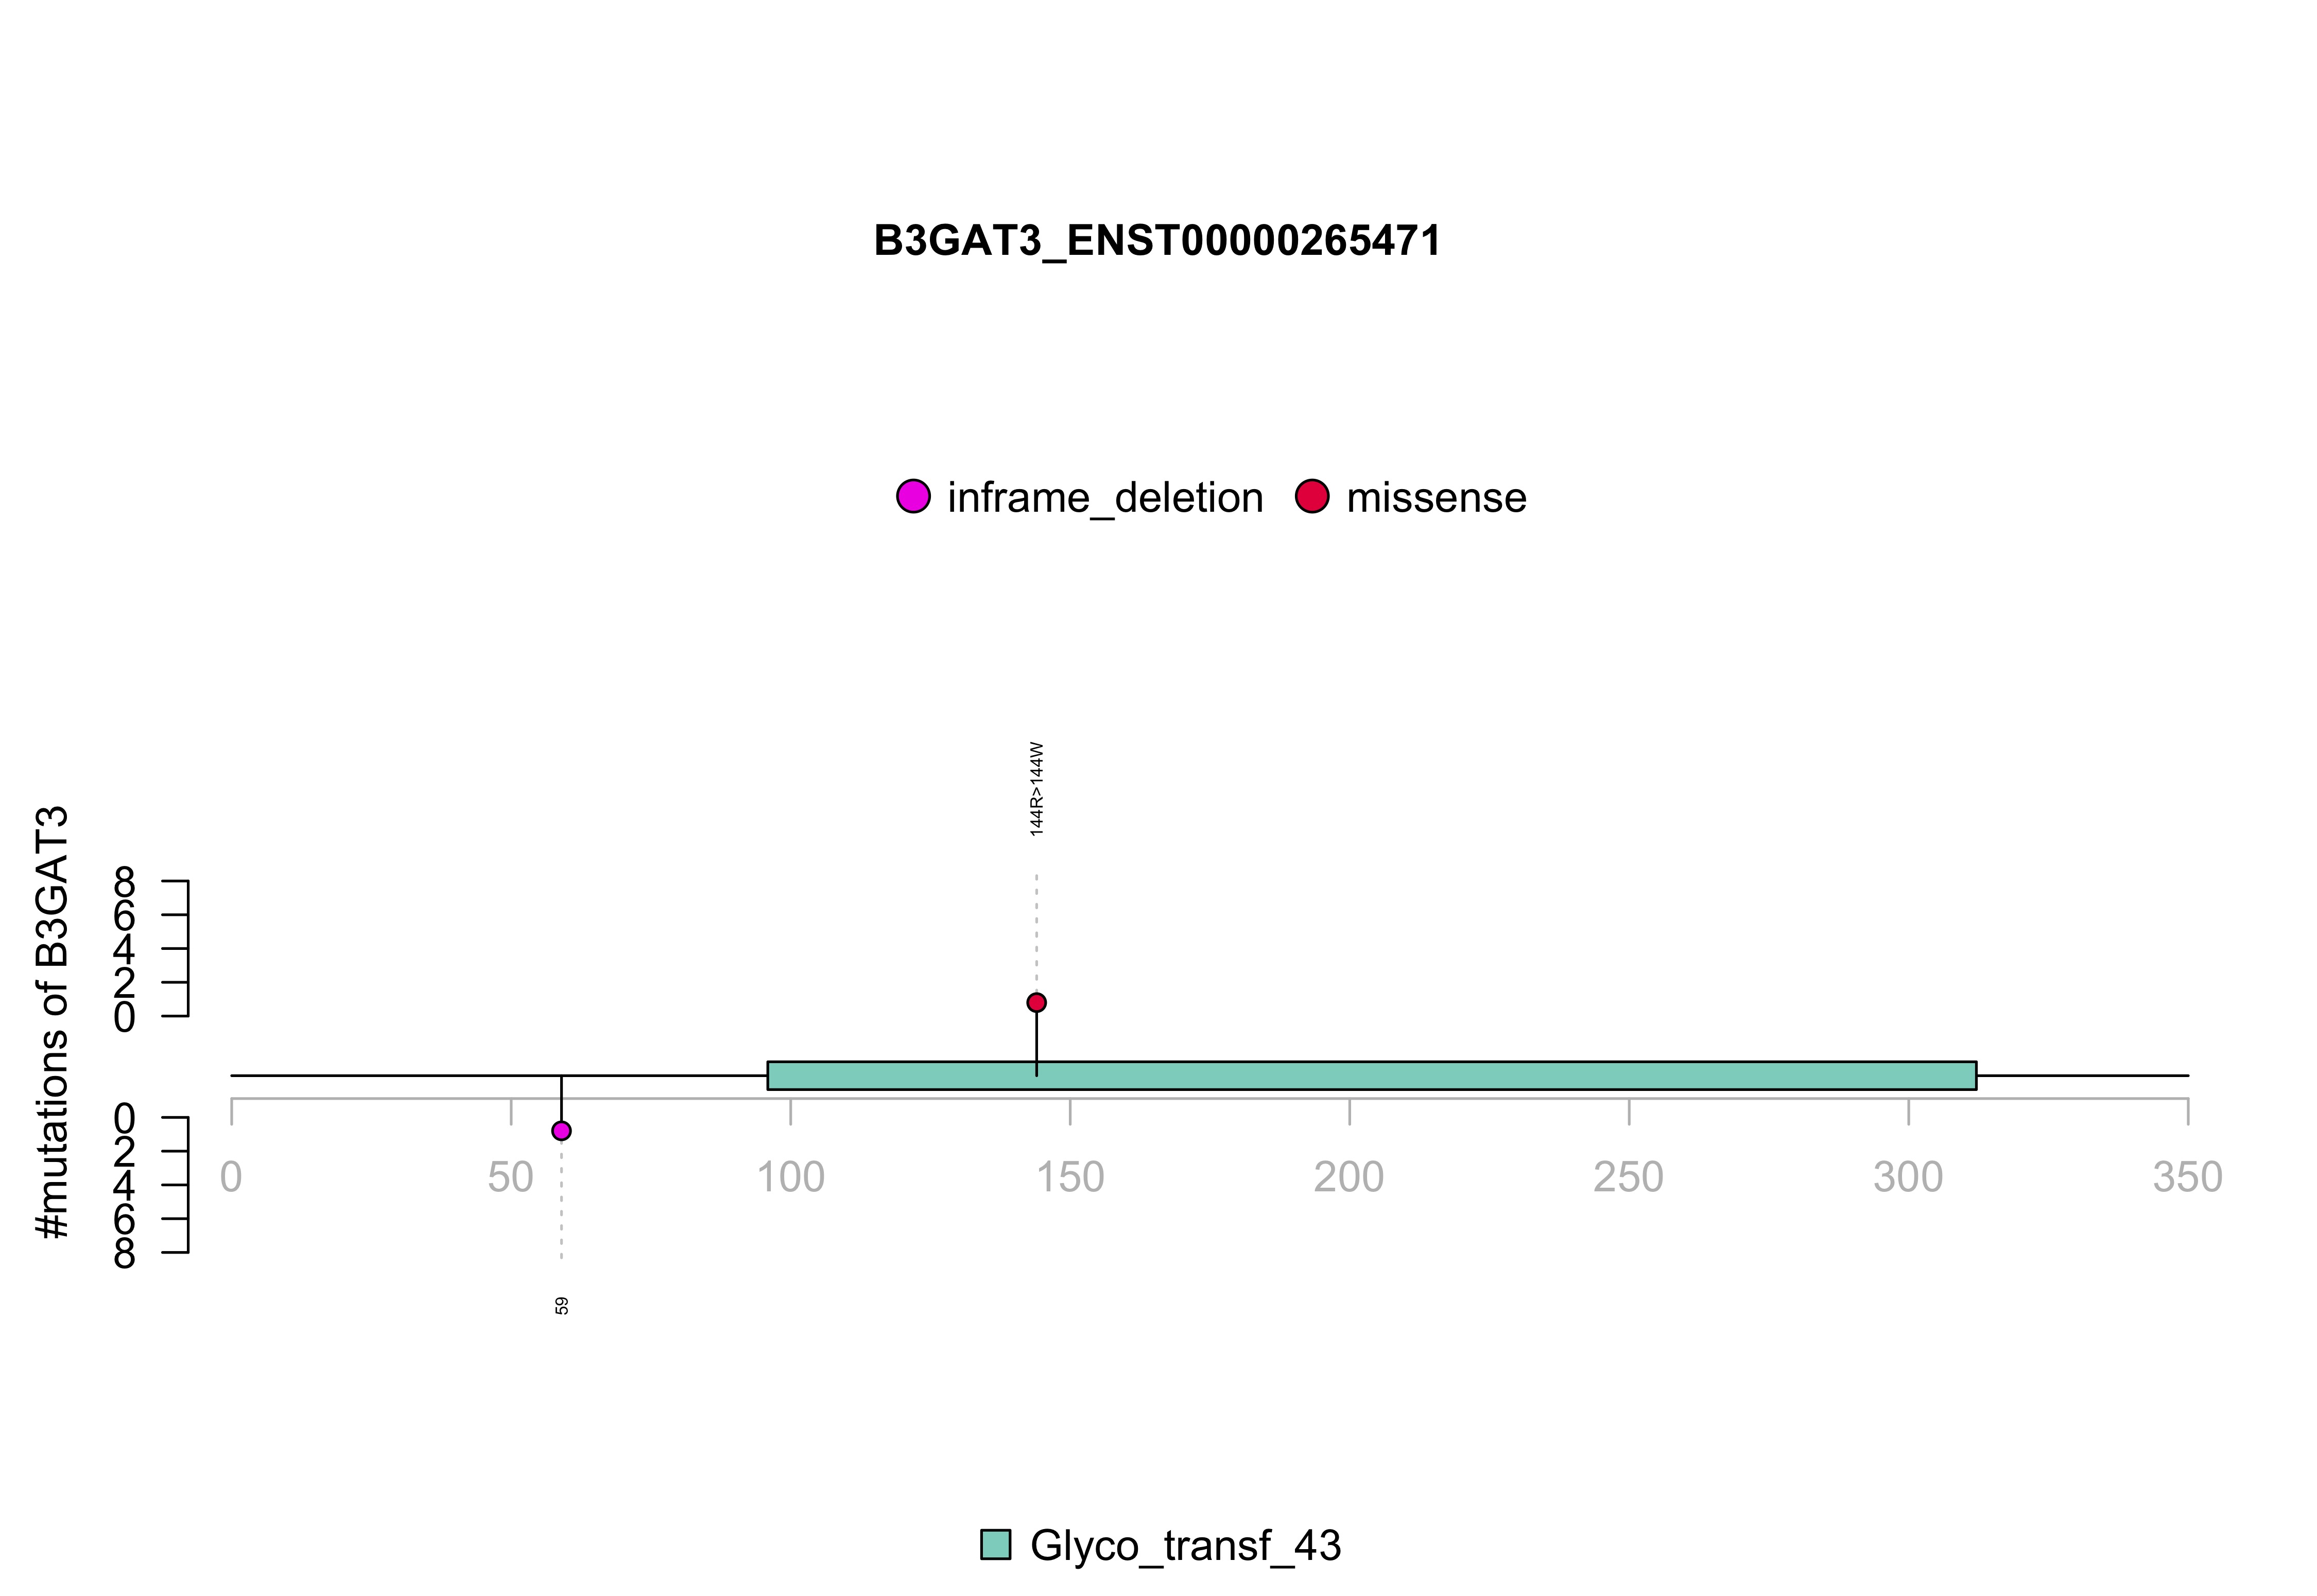 B3GAT3_ENST00000265471
inframe_deletion missense
144R>144W
#mutations of B3GAT3
8
6
4
2
0
0
2
4
6
8
0 50 100 150 200 250 300 350
59
Glyco_transf_43